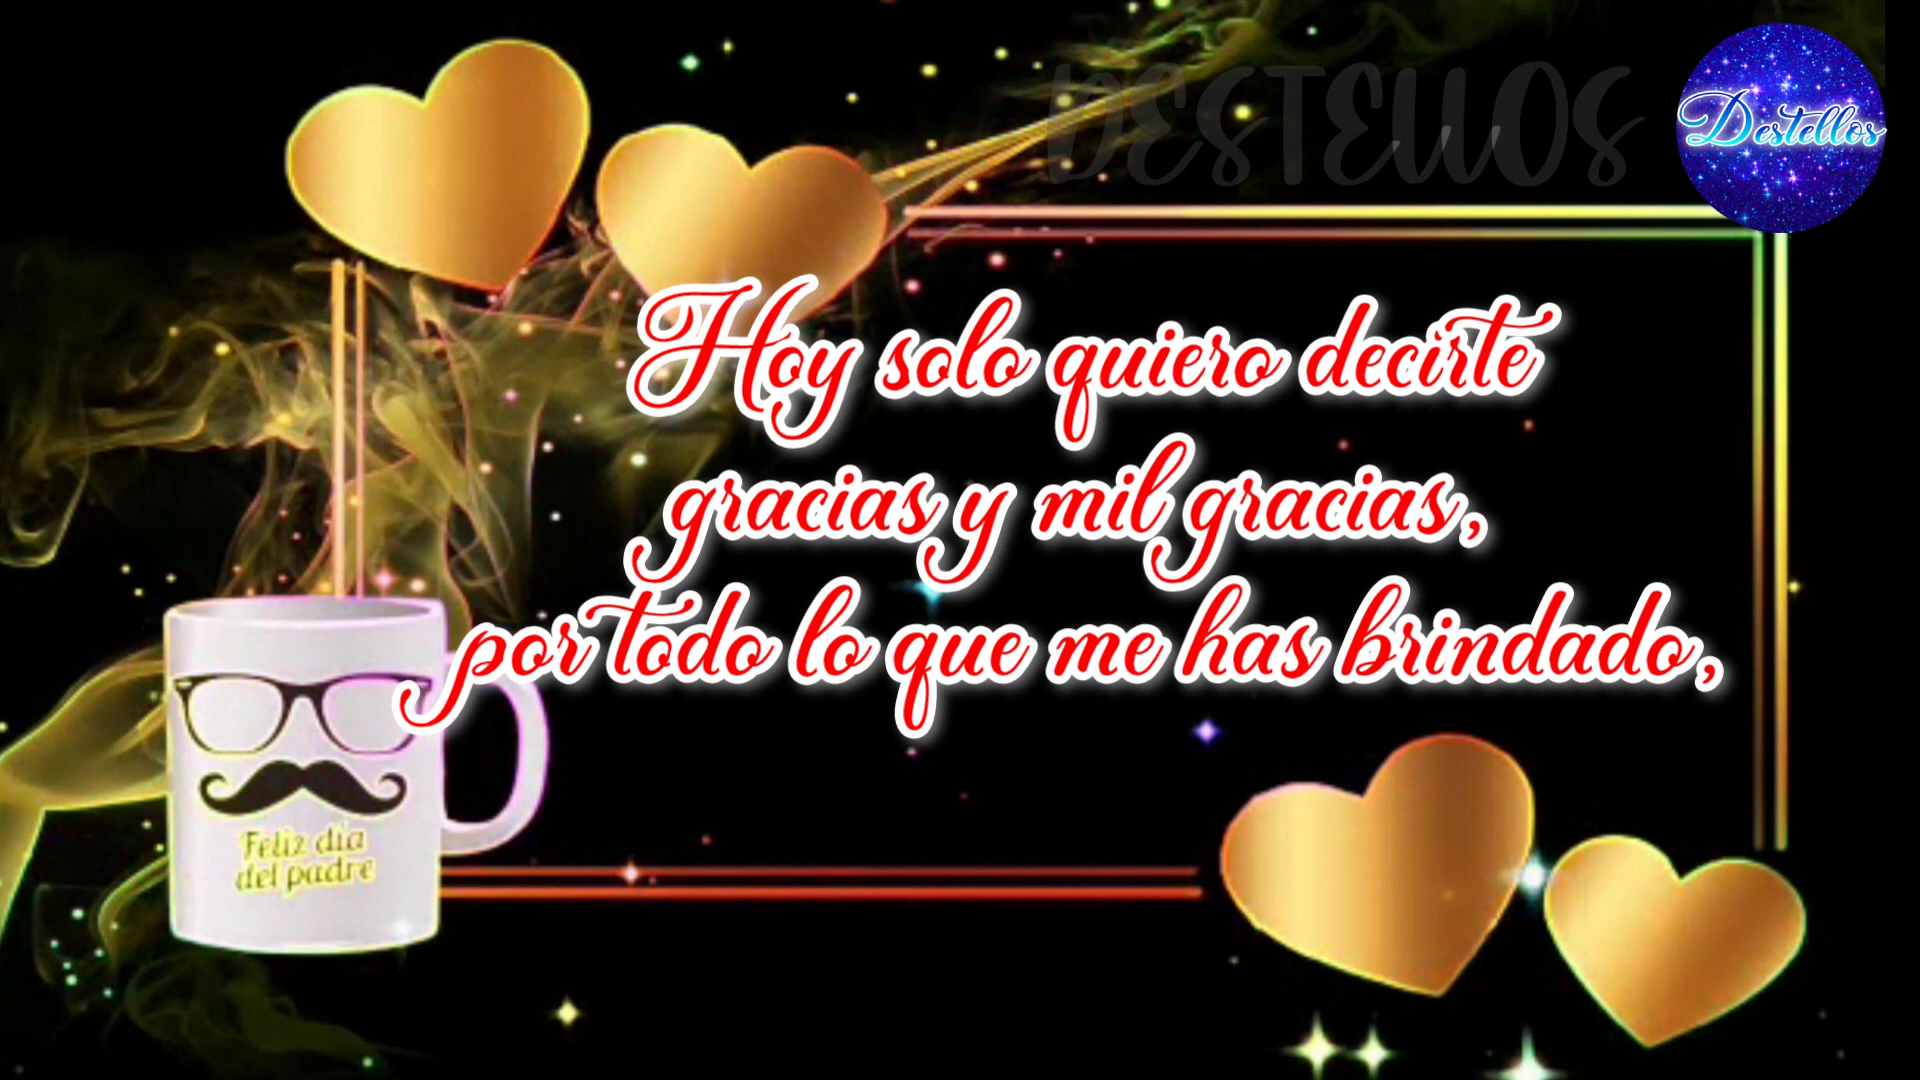 DESTELLOS
Destellos
Hoy solo quiero decirte
gracias y mil gracias,
por todo lo que me has brindado,
Feliz día
del padre